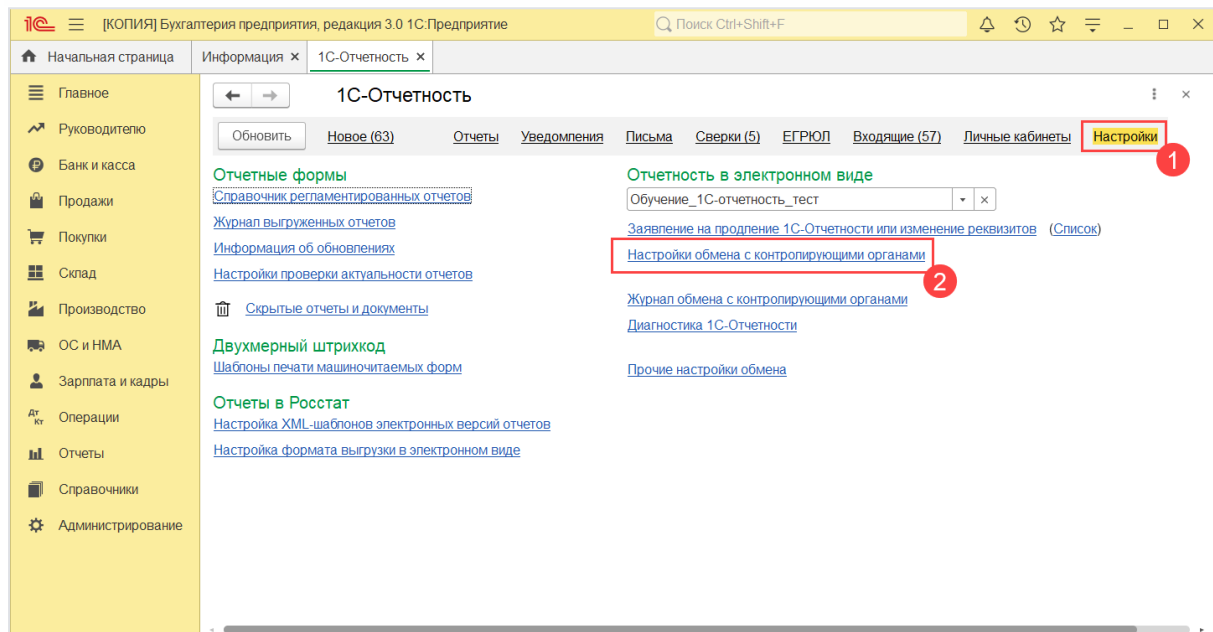 1С [КОПИЯ] Бухгалтерия предприятия, редакция 3.0 1С:Предприятие Поиск Ctrl+Shift+F
Начальная страница Информация × 1С-Отчетность ×
Главное
Руководителю
Банк и касса
Продажи
Покупки
Склад
Производство
ОС и НМА
Зарплата и кадры
Дт Кт Операции
Отчеты
Справочники
Администрирование
1С-Отчетность
Обновить Новое (63) Отчеты Уведомления Письма Сверки (5) ЕГРЮЛ Входящие (57) Личные кабинеты Настройки
1
Отчетные формы
Справочник регламентированных отчетов
Журнал выгруженных отчетов
Информация об обновлениях
Настройки проверки актуальности отчетов
Скрытые отчеты и документы
Двухмерный штрихкод
Шаблоны печати машиночитаемых форм
Отчеты в Росстат
Настройка XML-шаблонов электронных версий отчетов
Настройка формата выгрузки в электронном виде
Отчетность в электронном виде
Обучение_1С-отчетность_тест
Заявление на продление 1С-Отчетности или изменение реквизитов (Список)
Настройки обмена с контролирующими органами
2
Журнал обмена с контролирующими органами
Диагностика 1С-Отчетности
Прочие настройки обмена